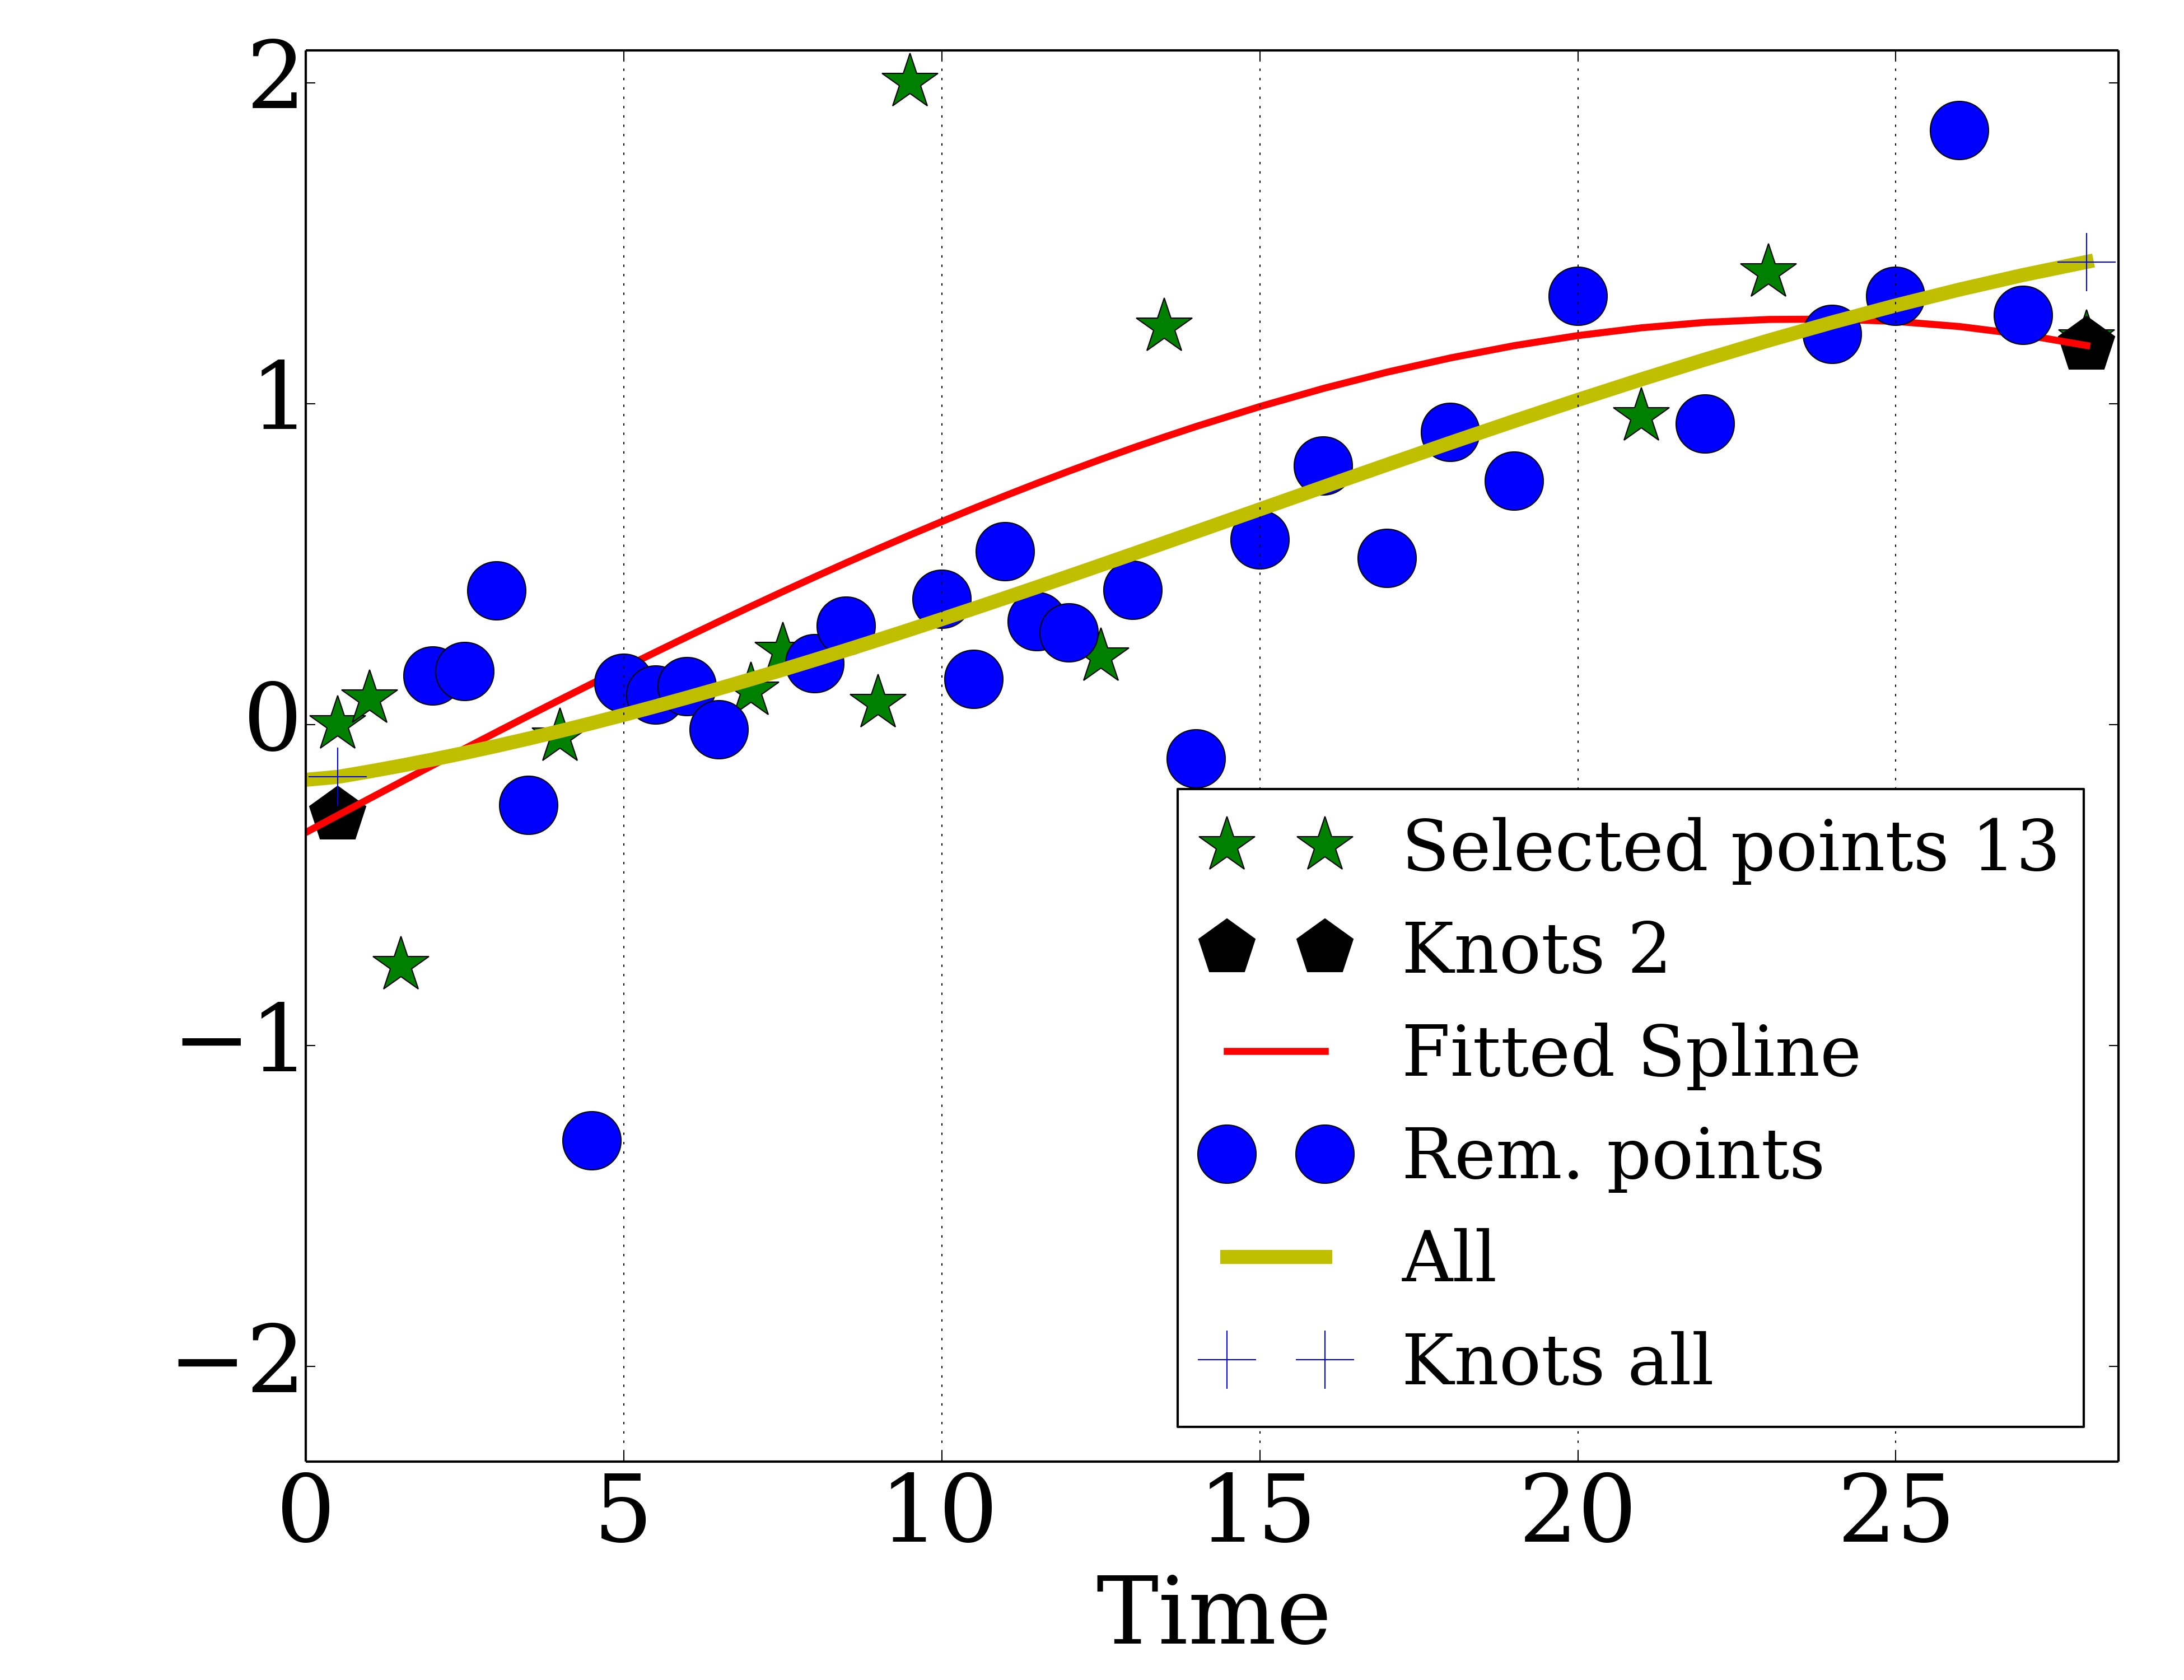 2
1
0
−1
−2
Selected points 13
Knots 2
Fitted Spline
Rem. points
All
Knots all
0 5 10 15 20 25
Time